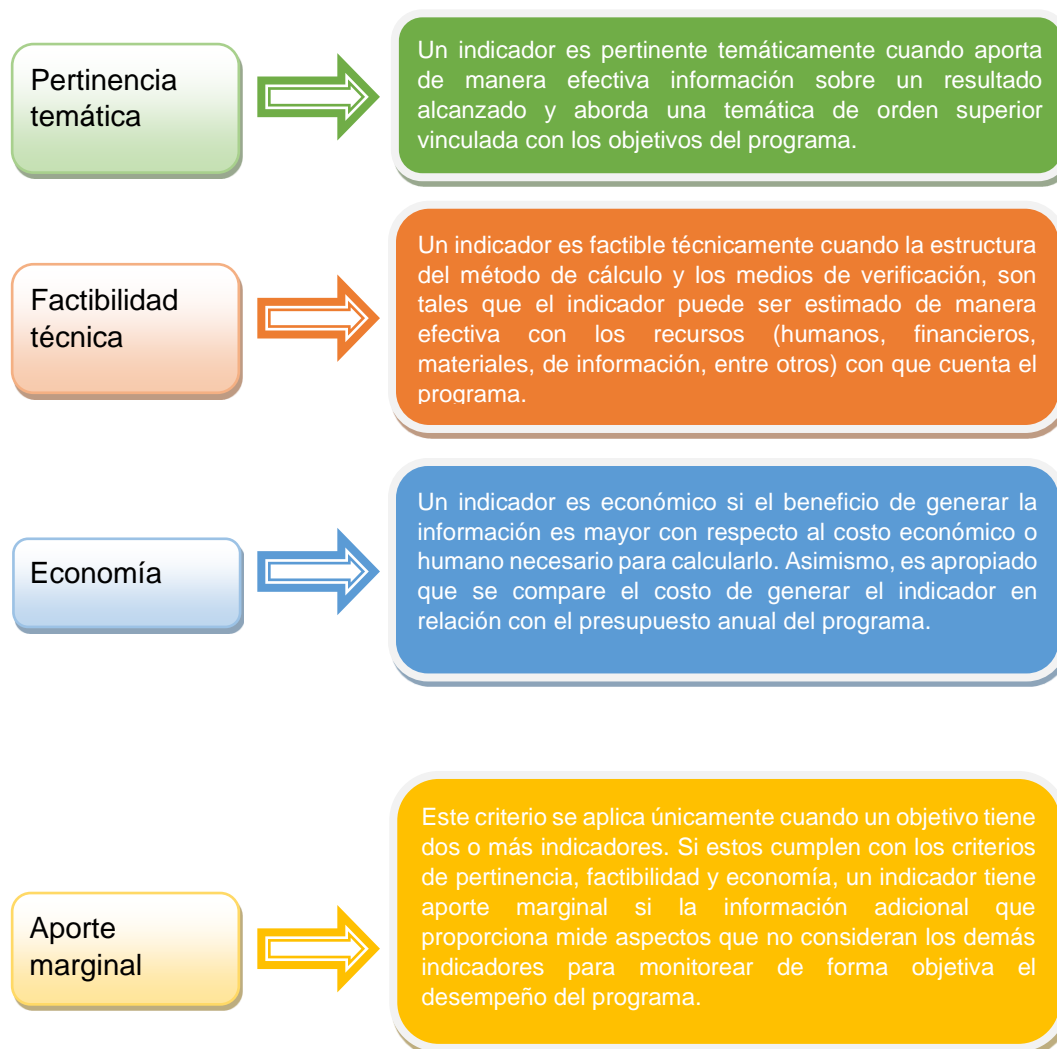 Pertinencia
temática
Un indicador es pertinente temáticamente cuando aporta
de manera efectiva información sobre un resultado
alcanzado y aborda una temática de orden superior
vinculada con los objetivos del programa.
Factibilidad
técnica
Un indicador es factible técnicamente cuando la estructura
del método de cálculo y los medios de verificación, son
tales que el indicador puede ser estimado de manera
efectiva con los recursos (humanos, financieros,
materiales, de información, entre otros) con que cuenta el
programa.
Economía
Un indicador es económico si el beneficio de generar la
información es mayor con respecto al costo económico o
humano necesario para calcularlo. Asimismo, es apropiado
que se compare el costo de generar el indicador en
relación con el presupuesto anual del programa.
Aporte
marginal
Este criterio se aplica únicamente cuando un objetivo tiene
dos o más indicadores. Si estos cumplen con los criterios
de pertinencia, factibilidad y economía, un indicador tiene
aporte marginal si la información adicional que
proporciona mide aspectos que no consideran los demás
indicadores para monitorear de forma objetiva el
desempeño del programa.